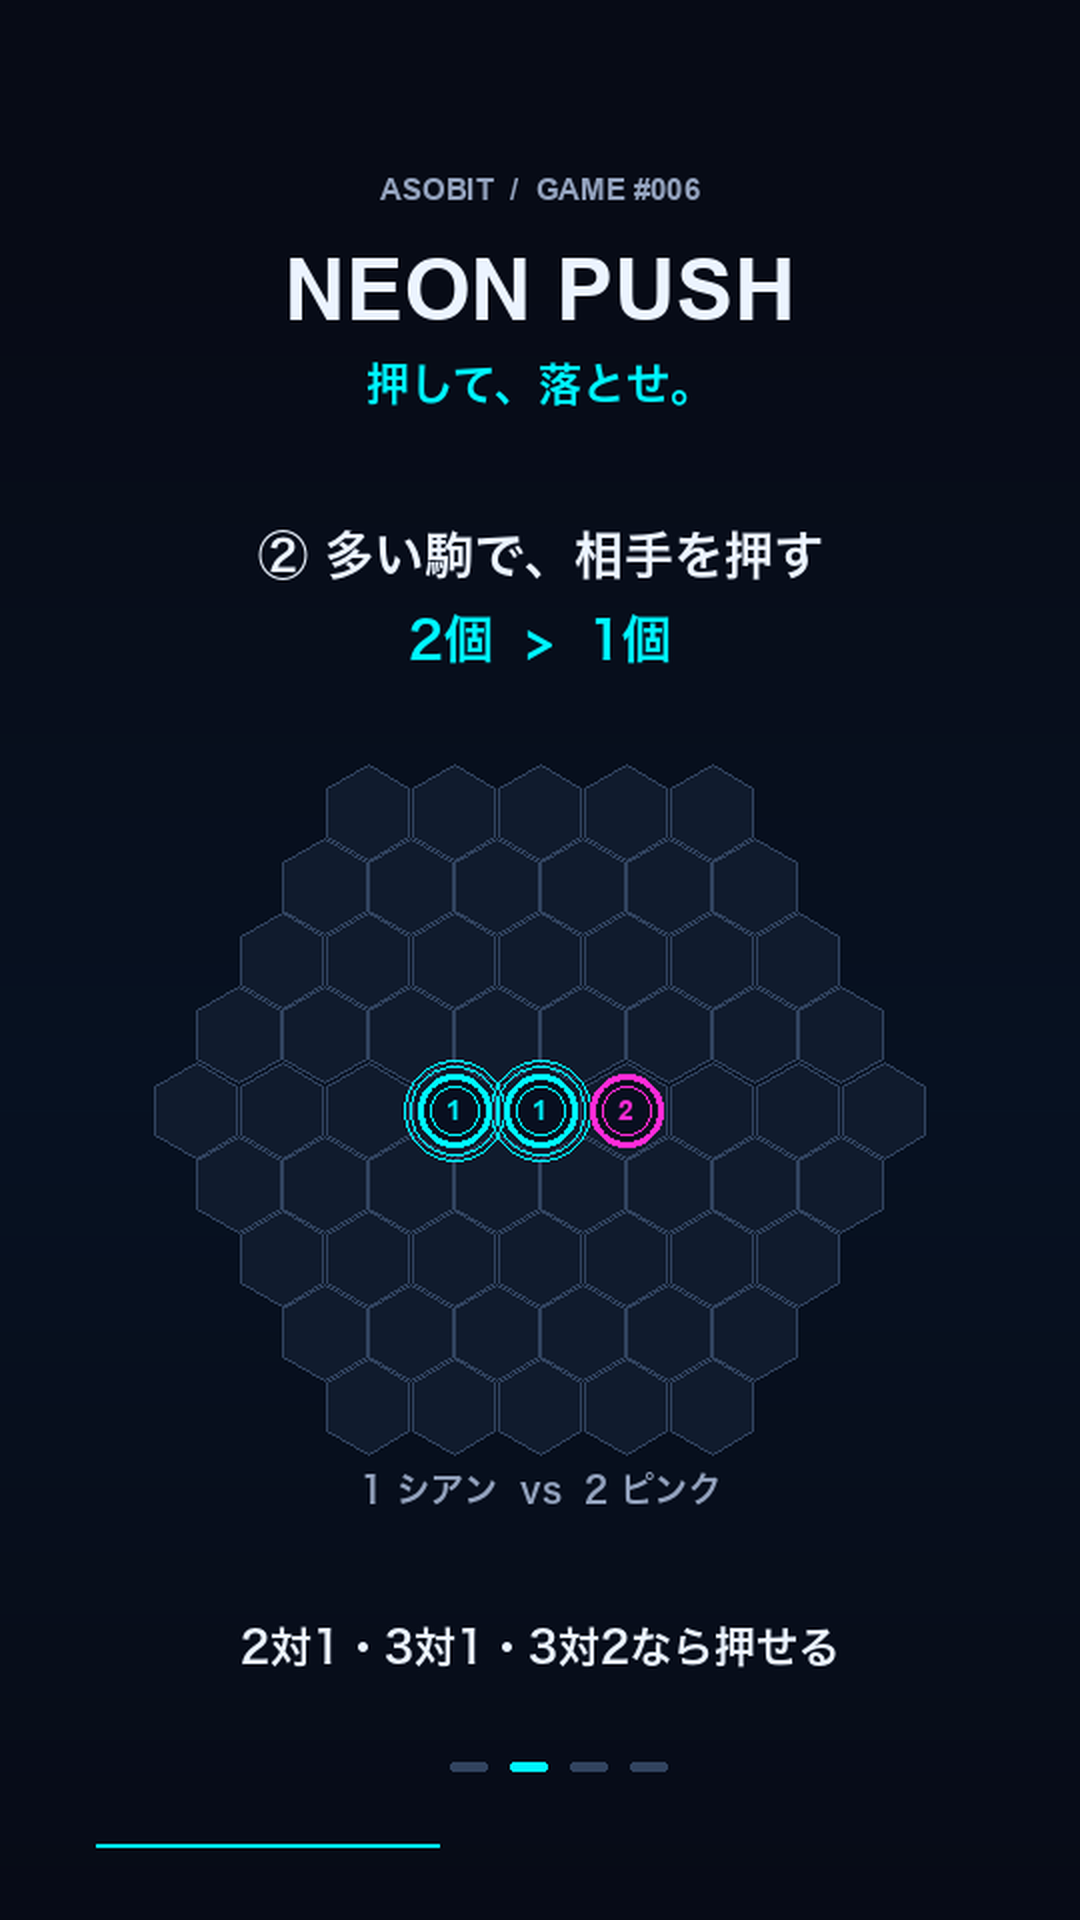 ASOBIT / GAME #006
NEON PUSH
押して、落とせ。
② 多い駒で、相手を押す
2個 > 1個
1 1 2
1 シアン vs 2 ピンク
2対1・3対1・3対2なら押せる